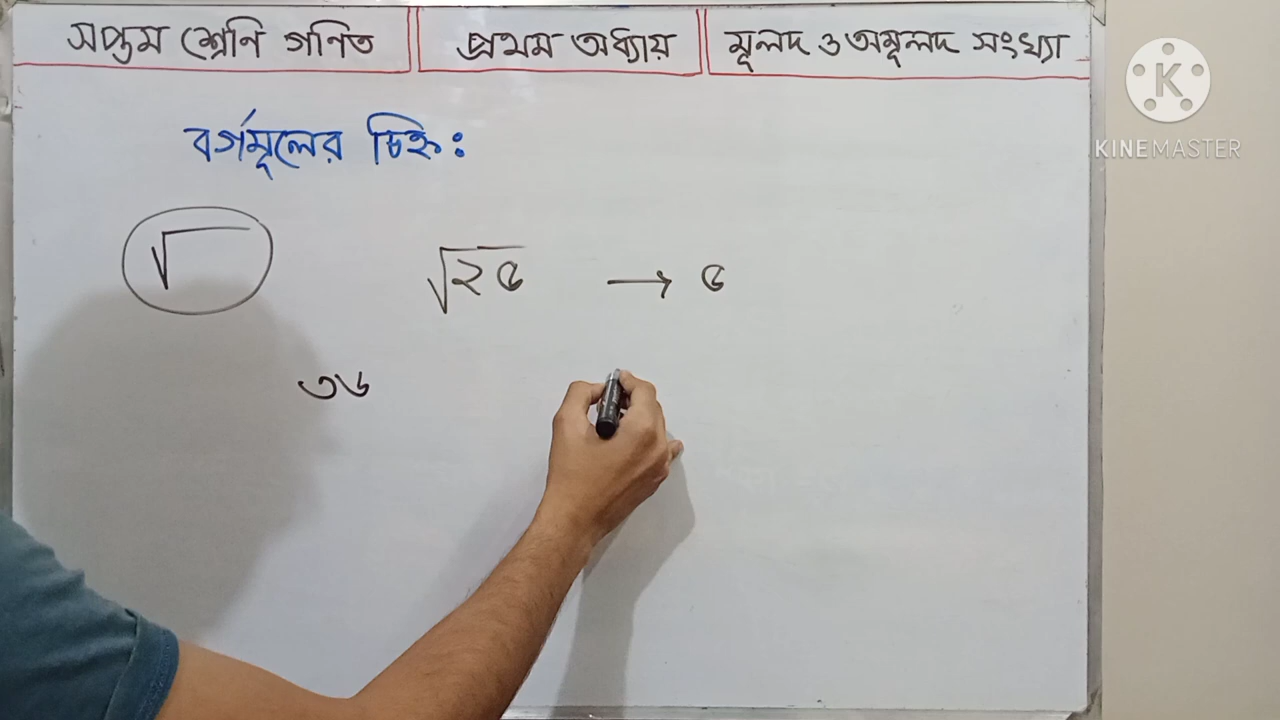 সপ্তম শ্রেণি গণিত প্রথম অধ্যায় মূলদ ও অমূলদ সংখ্যা
K
KINEMASTER
বর্গমূলের চিহ্ন :
√ √২৫ → ৫
৩৬